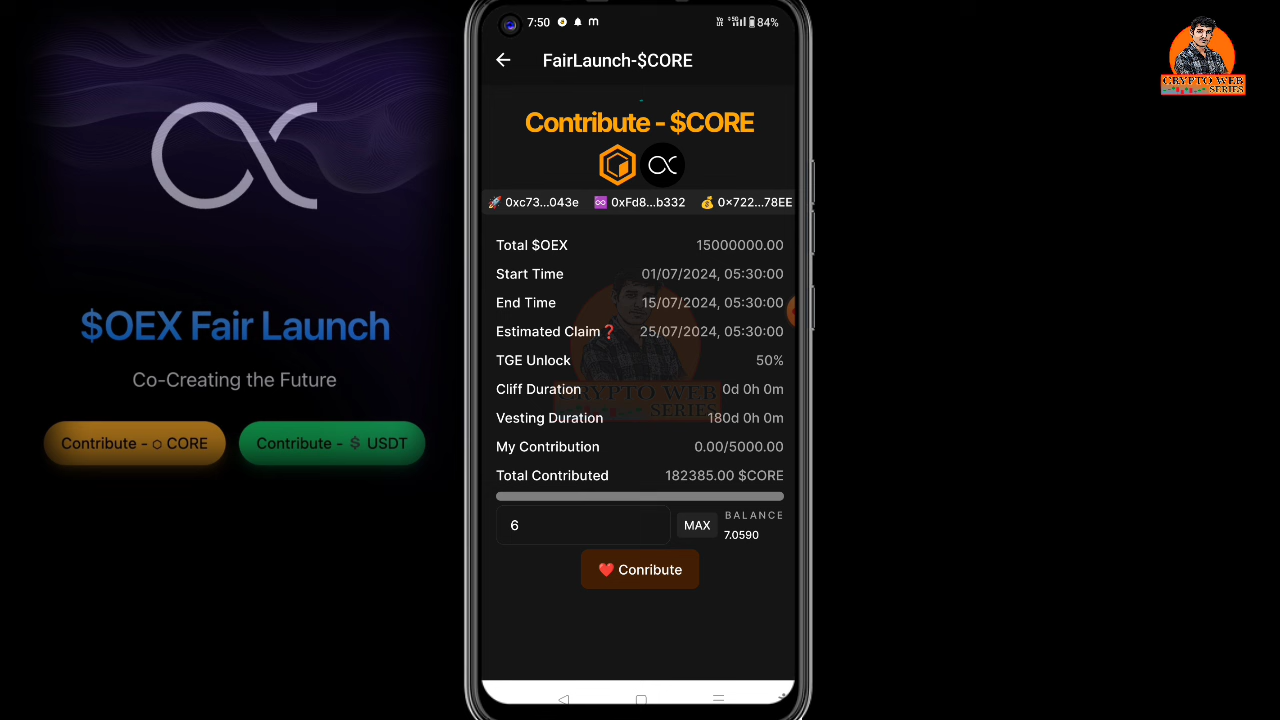 $OEX Fair Launch
Co-Creating the Future
Contribute - CORE
Contribute - $ USDT
7:50
84%
FairLaunch-$CORE
Contribute - $CORE
0xc73...043e 0xFd8...b332 0x722...78EE
Total $OEX 15000000.00
Start Time 01/07/2024, 05:30:00
End Time 15/07/2024, 05:30:00
Estimated Claim❓ 25/07/2024, 05:30:00
TGE Unlock 50%
Cliff Duration 0d 0h 0m
Vesting Duration 180d 0h 0m
My Contribution 0.00/5000.00
Total Contributed 182385.00 $CORE
6 MAX
BALANCE
7.0590
❤️ Conribute
CRYPTO WEB
SERIES
CRYPTO WEB
SERIES